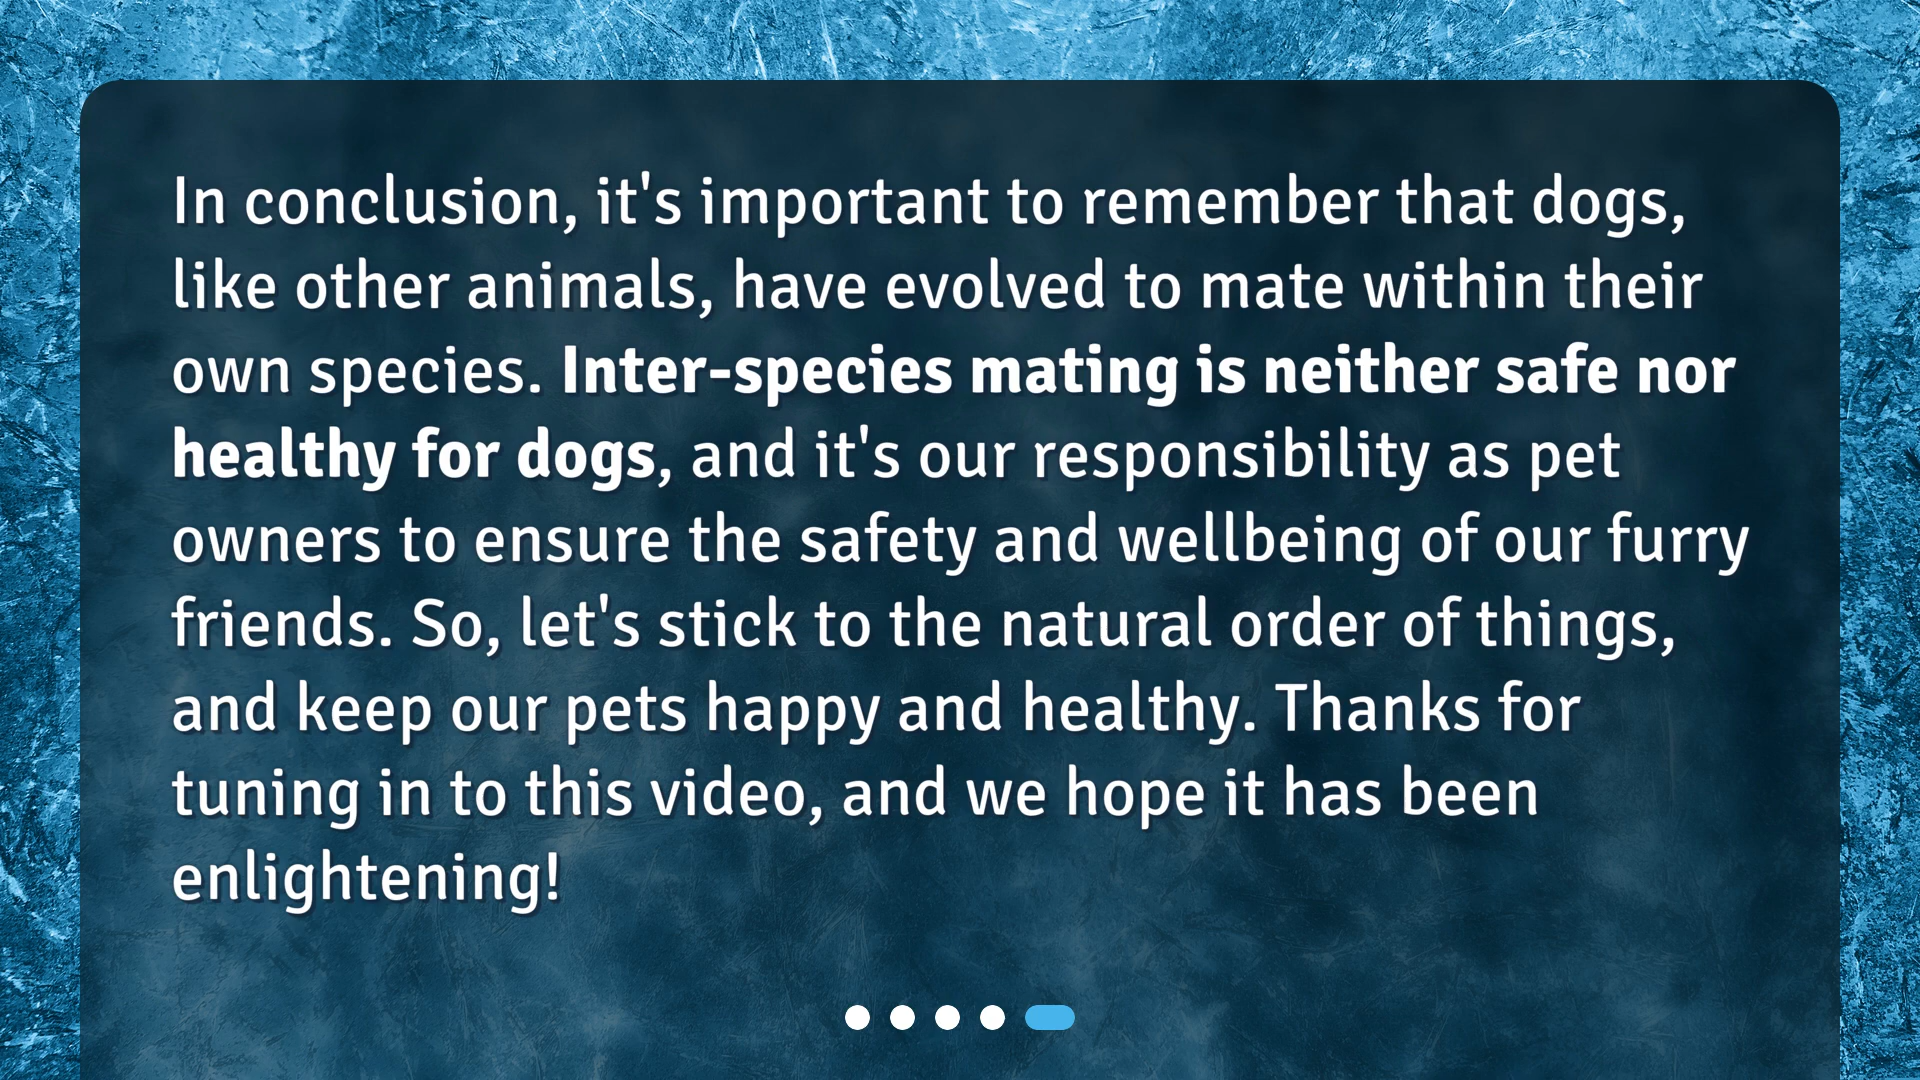 In conclusion, it's important to remember that dogs,
like other animals, have evolved to mate within their
own species. Inter-species mating is neither safe nor
healthy for dogs, and it's our responsibility as pet
owners to ensure the safety and wellbeing of our furry
friends. So, let's stick to the natural order of things,
and keep our pets happy and healthy. Thanks for
tuning in to this video, and we hope it has been
enlightening!